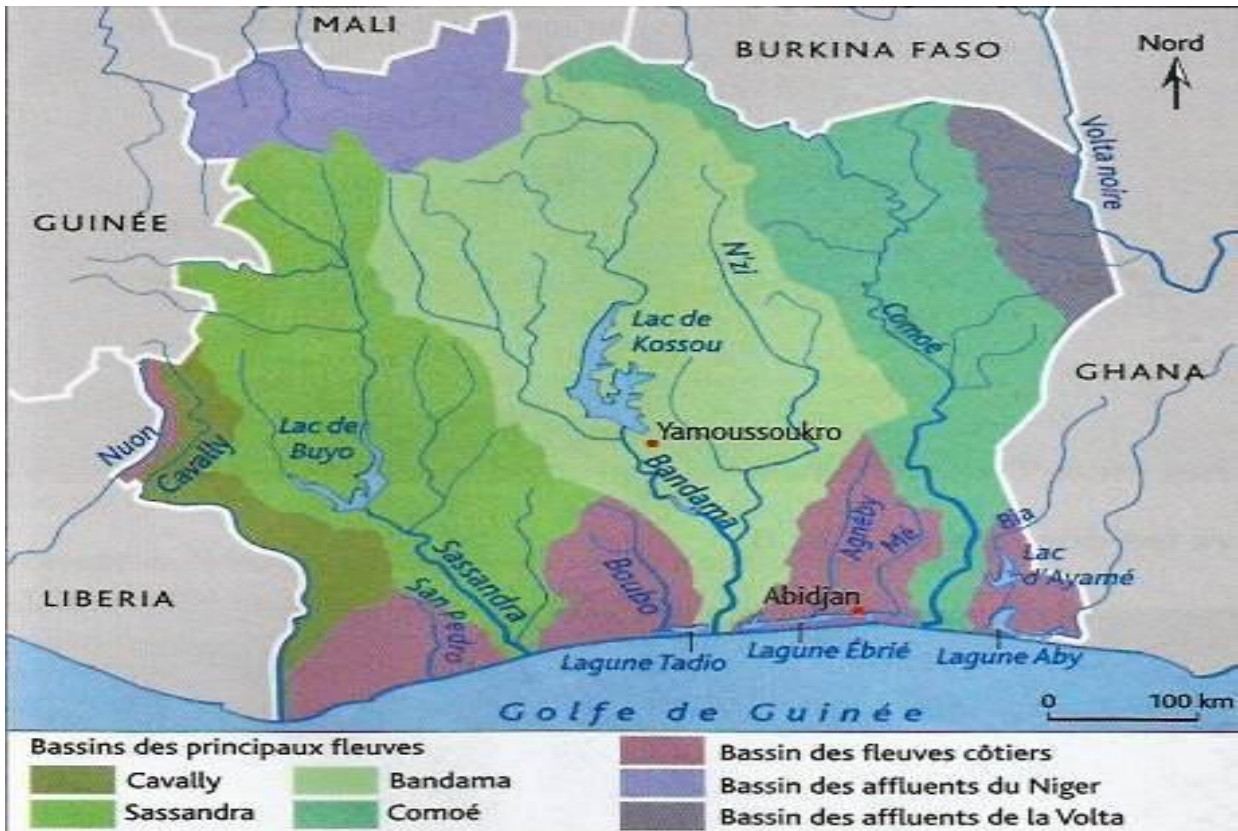 MALI
BURKINA FASO
Nord
Volta noire
GUINÉE
N'zi
Lac de
Kossou
Comoé
GHANA
Nuon
Cavally
Lac de
Buyo
Yamoussoukro
Bandama
Bia
Lac
d'Ayamé
Agnéby
Mé
LIBERIA
Sassandra
San Pédro
Boubo
Abidjan
Lagune Tadio
Lagune Ébrié
Lagune Aby
Golfe de Guinée
0 100 km
Bassins des principaux fleuves
Cavally
Sassandra
Bandama
Comoé
Bassin des fleuves côtiers
Bassin des affluents du Niger
Bassin des affluents de la Volta